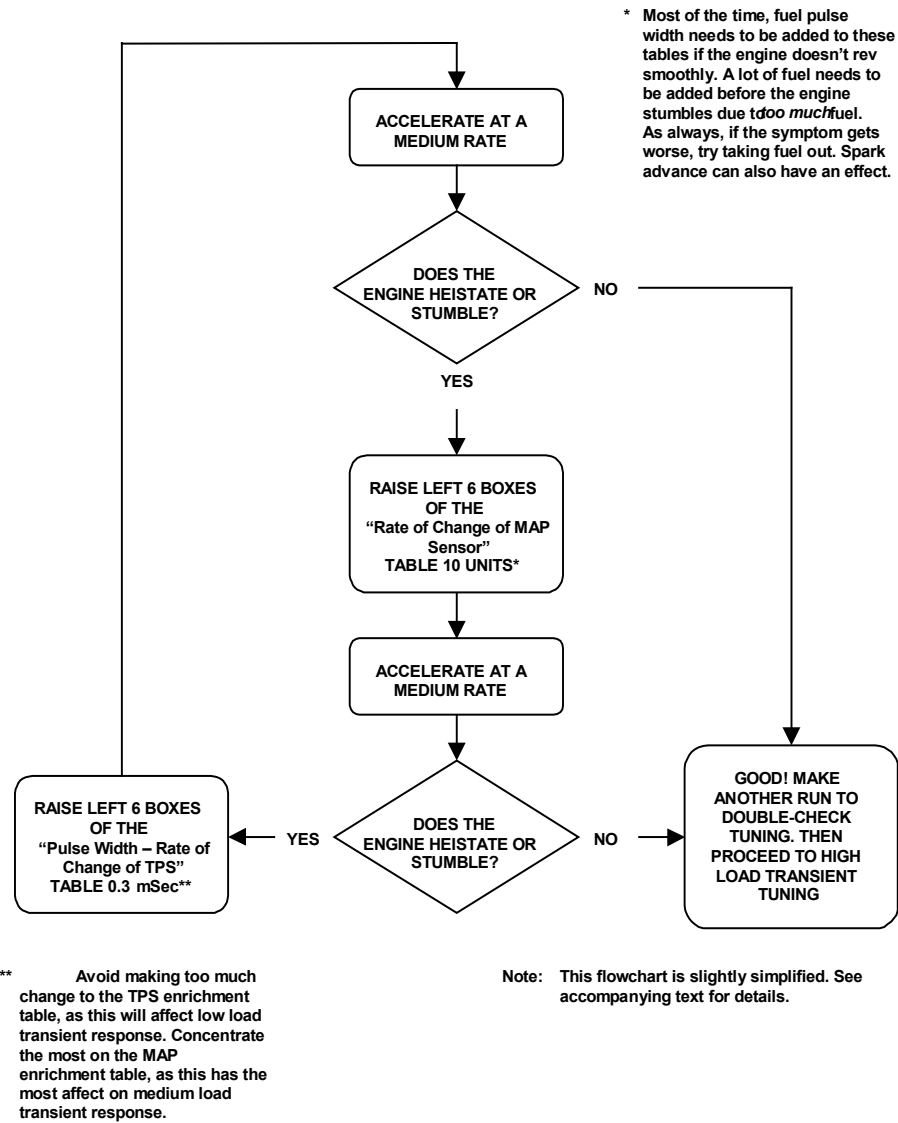 * Most of the time, fuel pulse
width needs to be added to these
tables if the engine doesn’t rev
smoothly. A lot of fuel needs to
be added before the engine
stumbles due to too much fuel.
As always, if the symptom gets
worse, try taking fuel out. Spark
advance can also have an effect.
ACCELERATE AT A
MEDIUM RATE
DOES THE
ENGINE HEISTATE OR
STUMBLE?
NO
YES
RAISE LEFT 6 BOXES
OF THE
“Rate of Change of MAP
Sensor”
TABLE 10 UNITS*
ACCELERATE AT A
MEDIUM RATE
DOES THE
ENGINE HEISTATE OR
STUMBLE?
YES
NO
RAISE LEFT 6 BOXES
OF THE
“Pulse Width – Rate of
Change of TPS”
TABLE 0.3 mSec**
GOOD! MAKE
ANOTHER RUN TO
DOUBLE-CHECK
TUNING. THEN
PROCEED TO HIGH
LOAD TRANSIENT
TUNING
** Avoid making too much
change to the TPS enrichment
table, as this will affect low load
transient response. Concentrate
the most on the MAP
enrichment table, as this has the
most affect on medium load
transient response.
Note: This flowchart is slightly simplified. See
accompanying text for details.